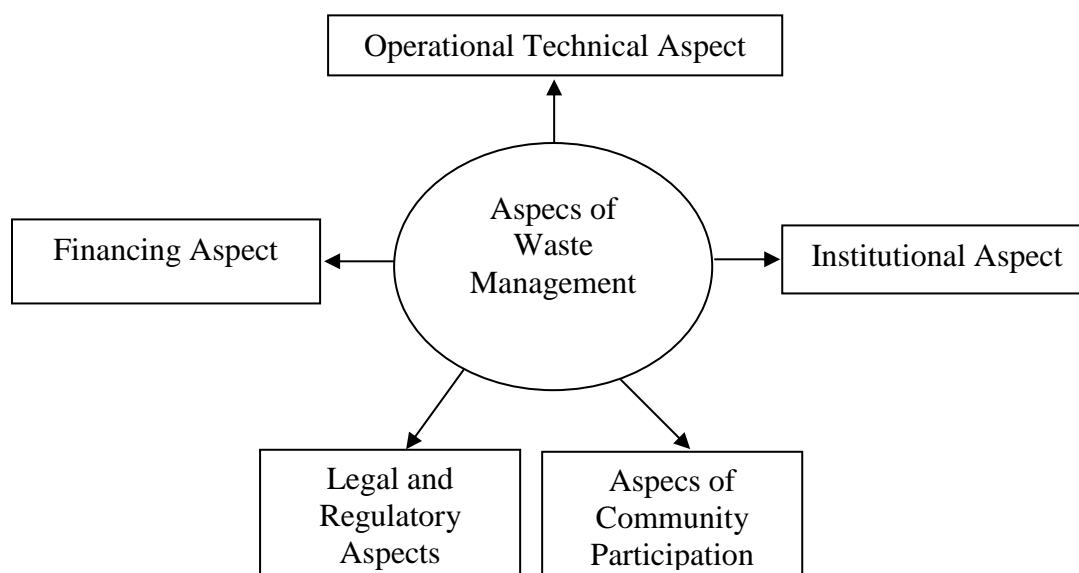 Operational Technical Aspect
Aspecs of
Waste
Management
Financing Aspect
Institutional Aspect
Legal and
Regulatory
Aspects
Aspecs of
Community
Participation